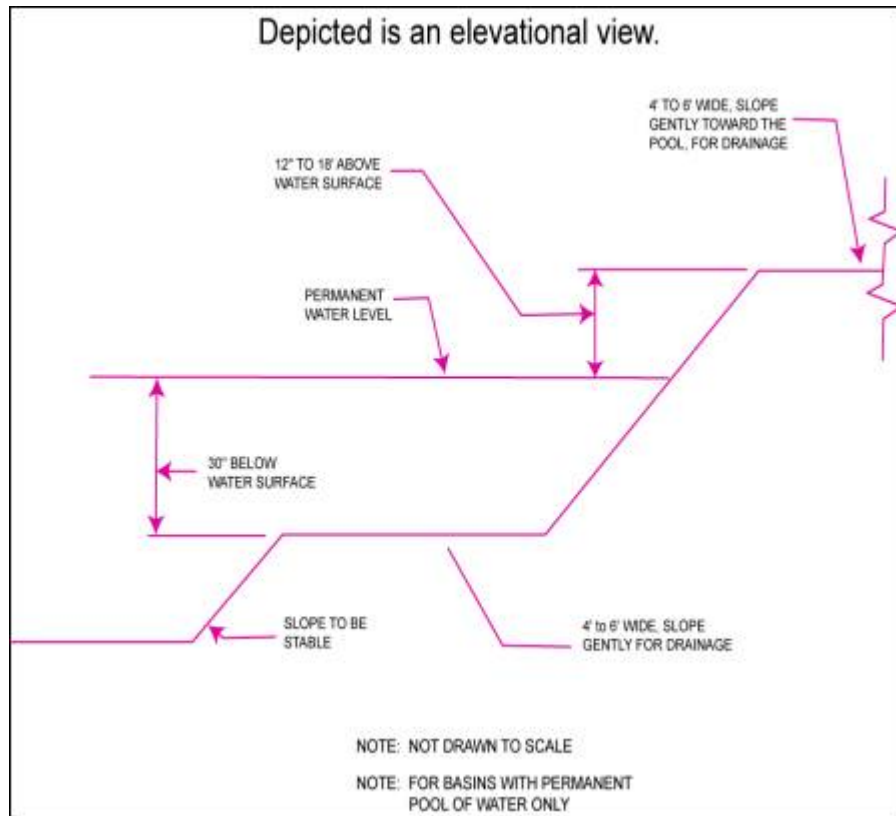 Depicted is an elevational view.
4' TO 6' WIDE, SLOPE
GENTLY TOWARD THE
POOL, FOR DRAINAGE
12" TO 18' ABOVE
WATER SURFACE
PERMANENT
WATER LEVEL
30" BELOW
WATER SURFACE
SLOPE TO BE
STABLE
4' to 6' WIDE, SLOPE
GENTLY FOR DRAINAGE
NOTE: NOT DRAWN TO SCALE
NOTE: FOR BASINS WITH PERMANENT
POOL OF WATER ONLY